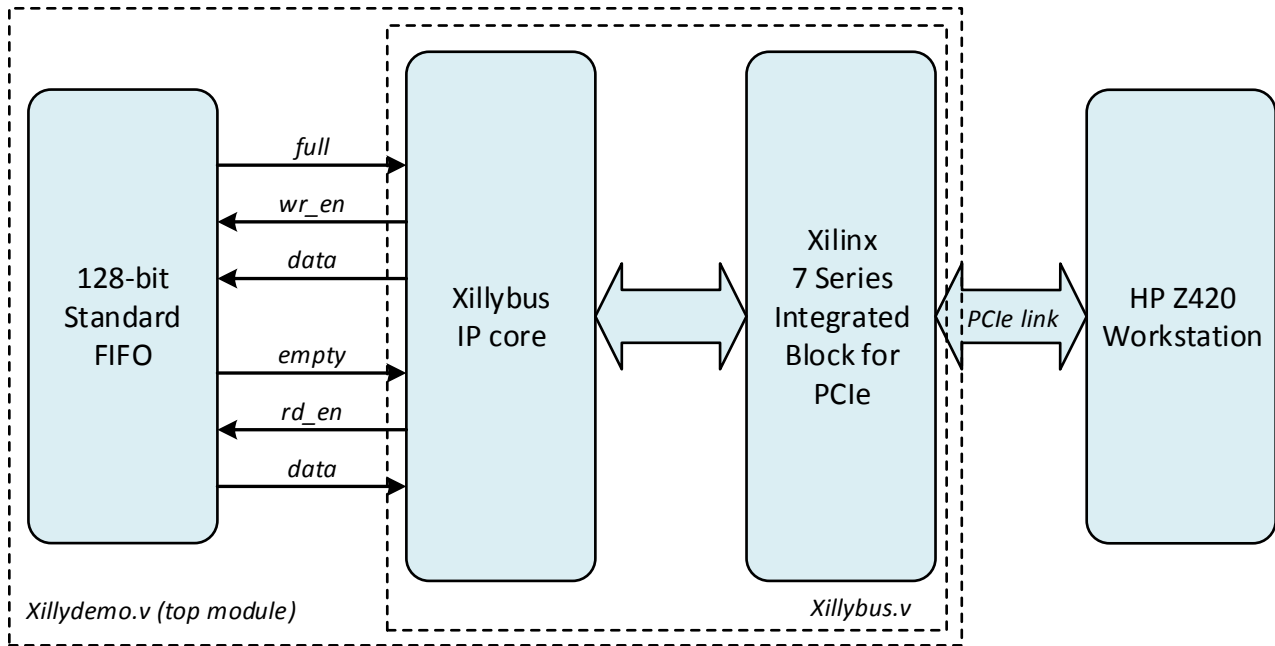 128-bit
Standard
FIFO
full
wr_en
data
empty
rd_en
data
Xillybus
IP core
Xilinx
7 Series
Integrated
Block for
PCIe
PCIe link
HP Z420
Workstation
Xillydemo.v (top module)
Xillybus.v